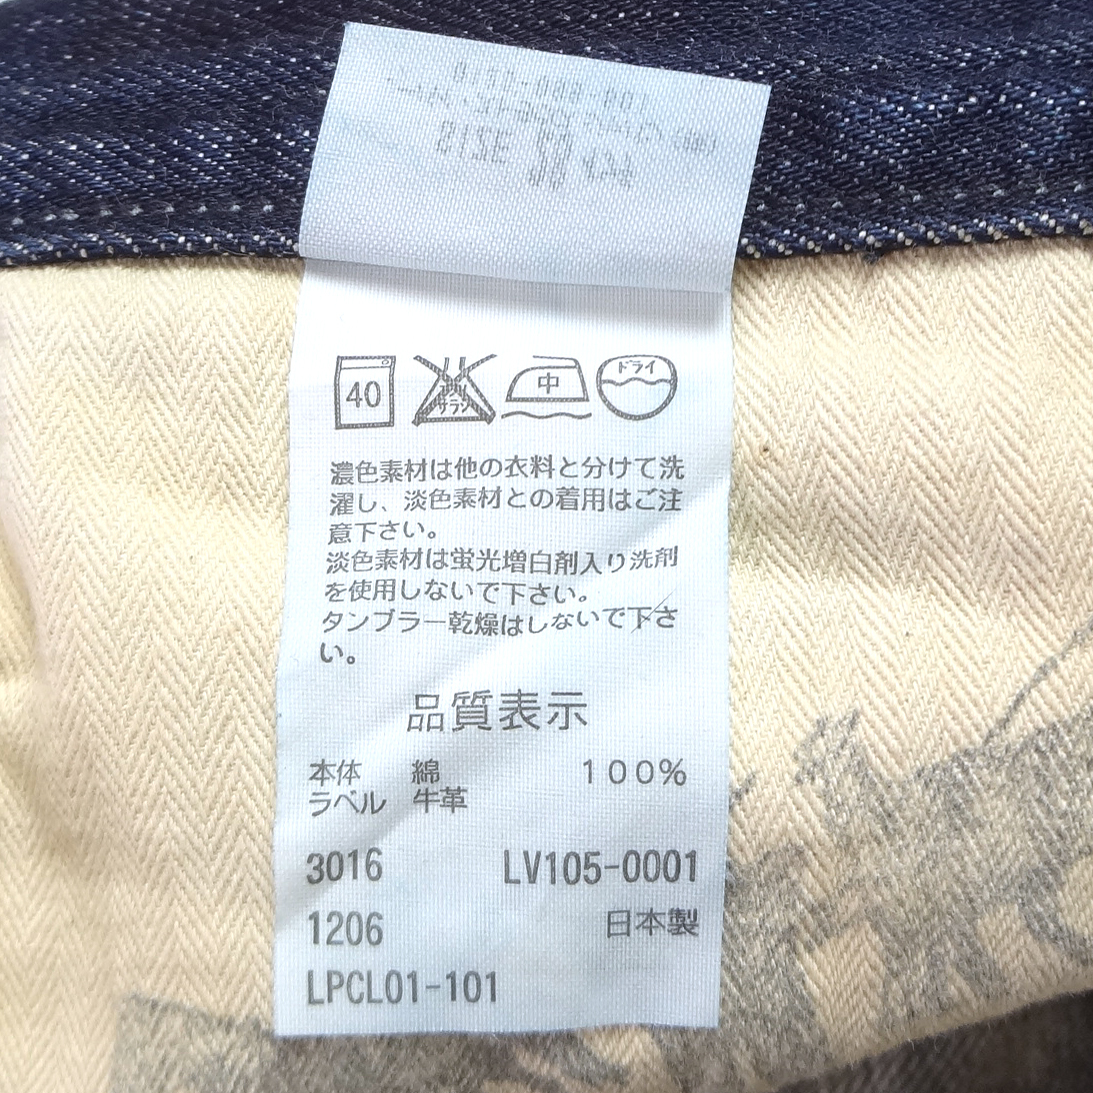 SIZE
40
中
ドライ
濃色素材は他の衣料と分けて洗
濯し、淡色素材との着用はご注
意下さい。
淡色素材は蛍光増白剤入り洗剤
を使用しないで下さい。
タンブラー乾燥はしないで下さ
い。
品質表示
本体 綿 100%
ラベル 牛革
3016 LV105-0001
1206 日本製
LPCL01-101